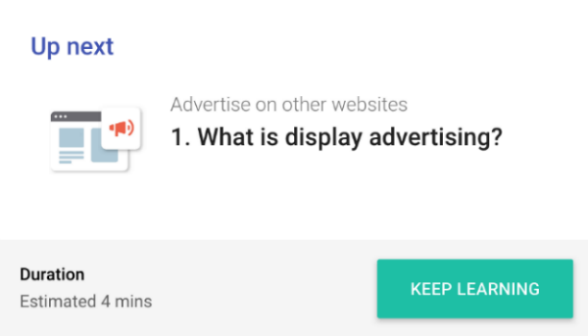 Up next
Advertise on other websites
1. What is display advertising?
Duration
Estimated 4 mins
KEEP LEARNING